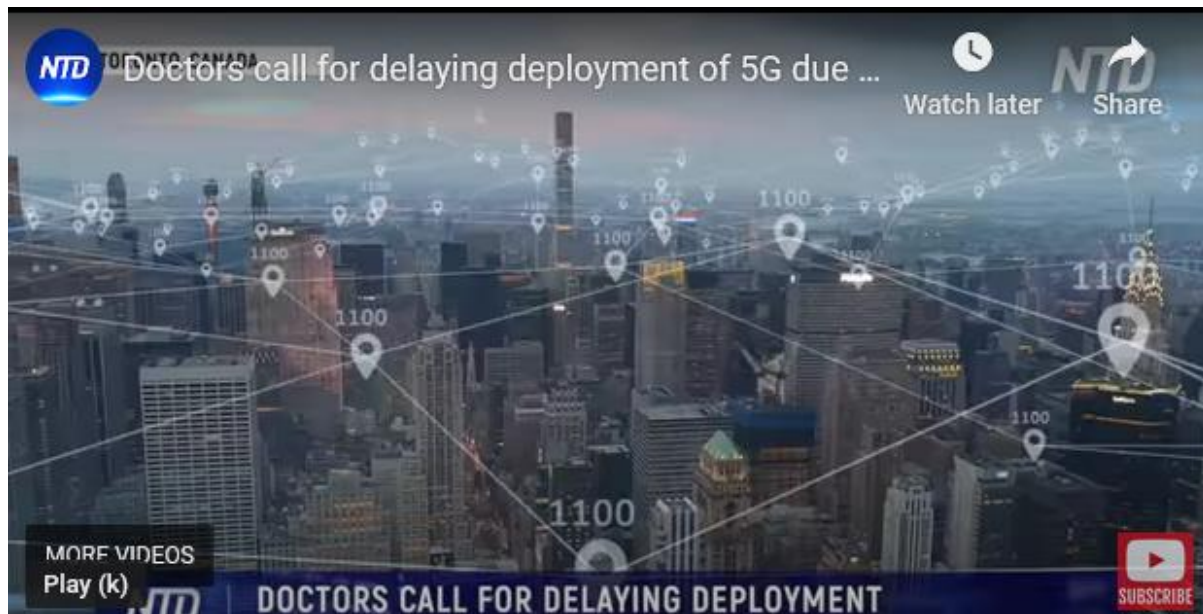 NTD
TORONTO, CANADA
Doctors call for delaying deployment of 5G due ...
Watch later
Share
NTD
1100
1100
1100
1100
1100
1100
1100
1100
1100
MORE VIDEOS
Play (k)
NTD
DOCTORS CALL FOR DELAYING DEPLOYMENT
SUBSCRIBE